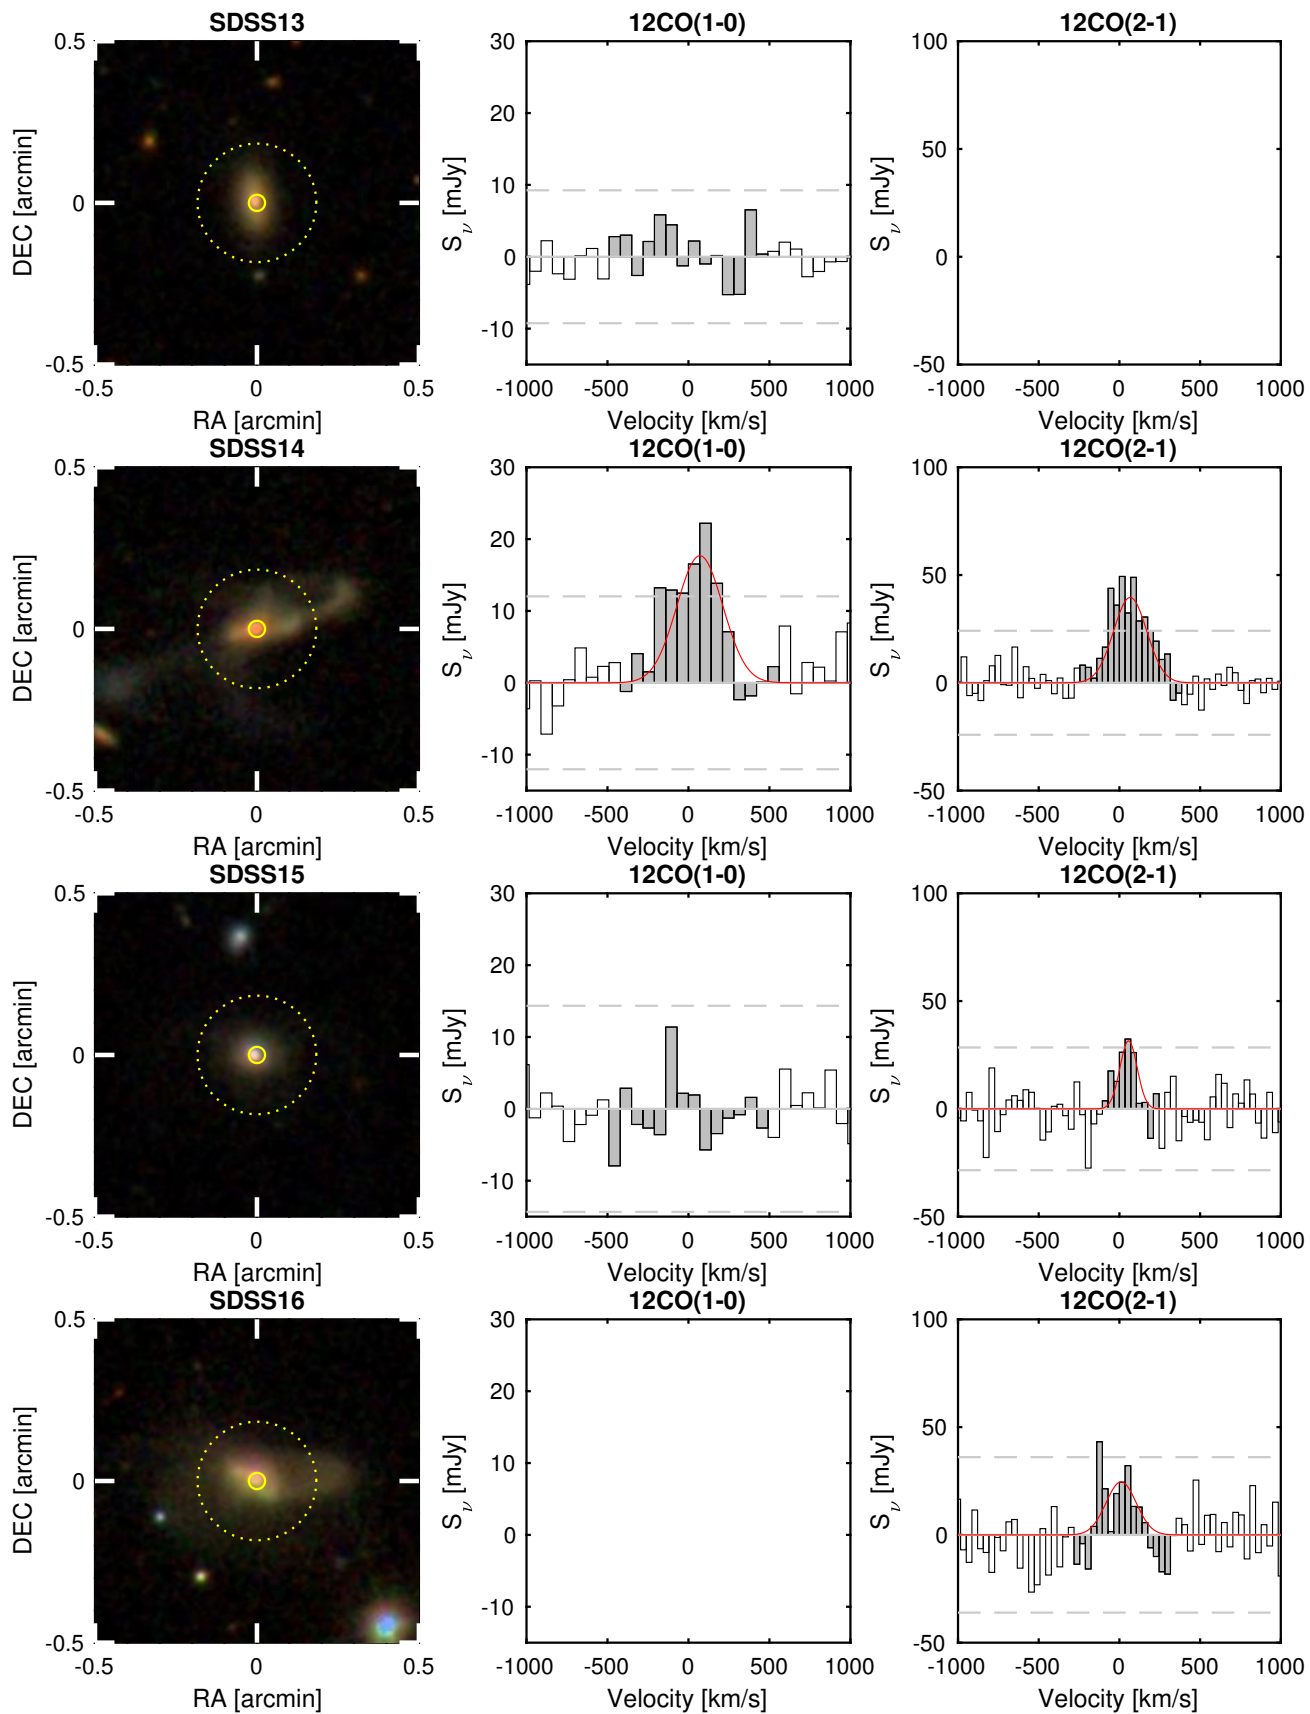 SDSS13 12CO(1-0) 12CO(2-1)
0.5 30 100
20
DEC [arcmin] S_ν [mJy] 10 S_ν [mJy] 50
0 0 0
-10
-0.5 -50
-0.5 0 0.5 -1000 -500 0 500 1000 -1000 -500 0 500 1000
RA [arcmin] Velocity [km/s] Velocity [km/s]
SDSS14 12CO(1-0) 12CO(2-1)
0.5 30 100
20
DEC [arcmin] S_ν [mJy] 10 S_ν [mJy] 50
0 0 0
-10
-0.5 -50
-0.5 0 0.5 -1000 -500 0 500 1000 -1000 -500 0 500 1000
RA [arcmin] Velocity [km/s] Velocity [km/s]
SDSS15 12CO(1-0) 12CO(2-1)
0.5 30 100
20
DEC [arcmin] S_ν [mJy] 10 S_ν [mJy] 50
0 0 0
-10
-0.5 -50
-0.5 0 0.5 -1000 -500 0 500 1000 -1000 -500 0 500 1000
RA [arcmin] Velocity [km/s] Velocity [km/s]
SDSS16 12CO(1-0) 12CO(2-1)
0.5 30 100
20
DEC [arcmin] S_ν [mJy] 10 S_ν [mJy] 50
0 0 0
-10
-0.5 -50
-0.5 0 0.5 -1000 -500 0 500 1000 -1000 -500 0 500 1000
RA [arcmin] Velocity [km/s] Velocity [km/s]